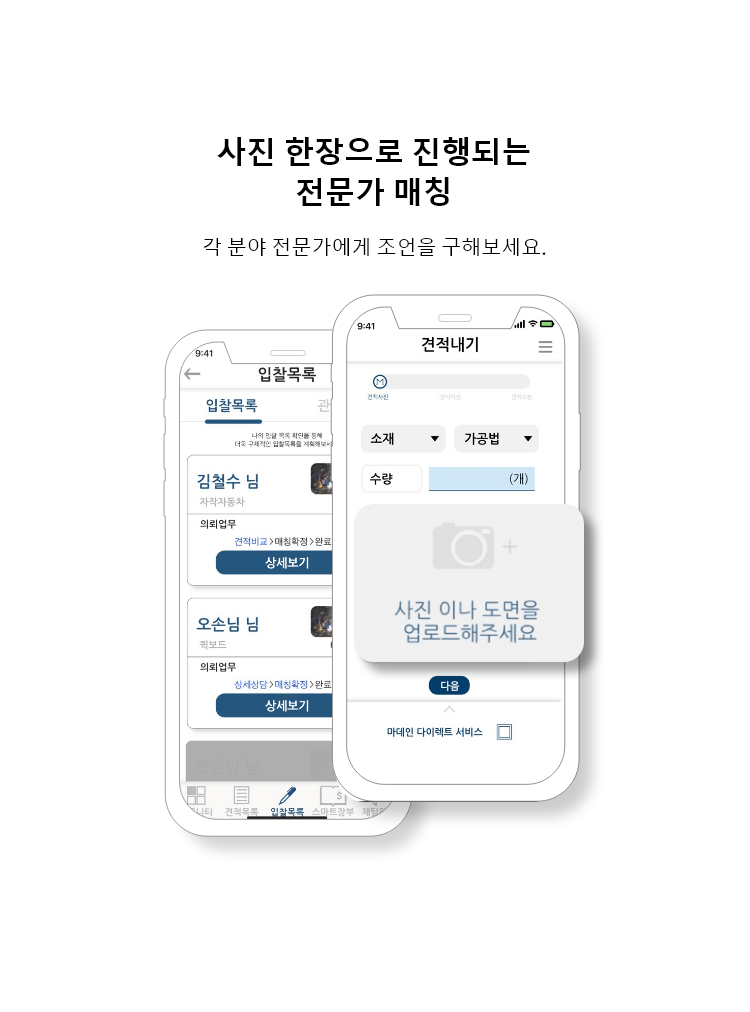 사진 한장으로 진행되는
전문가 매칭
각 분야 전문가에게 조언을 구해보세요.
9:41
입찰목록
입찰목록
관
나의 입찰 목록 확인을 통해
더욱 구체적인 입찰목록을 계획해보세
김철수 님
자작자동차
의뢰업무
견적비교 > 매칭확정 > 완료
상세보기
오손님 님
퀵보드
의뢰업무
상세상담 > 매칭확정 > 완료
상세보기
니티
견적목록
입찰목록
스마트장부
채팅
9:41
견적내기
견적사진
견적요청
소재
가공법
수량
(개)
사진 이나 도면을
업로드해주세요
다음
마데인 다이렉트 서비스